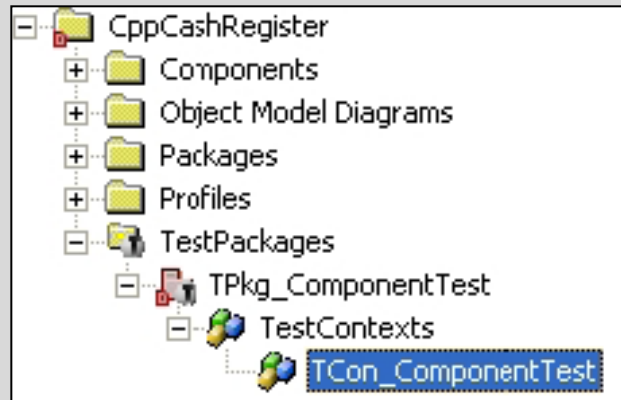 CppCashRegister
Components
Object Model Diagrams
Packages
Profiles
TestPackages
TPkg_ComponentTest
TestContexts
TCon_ComponentTest